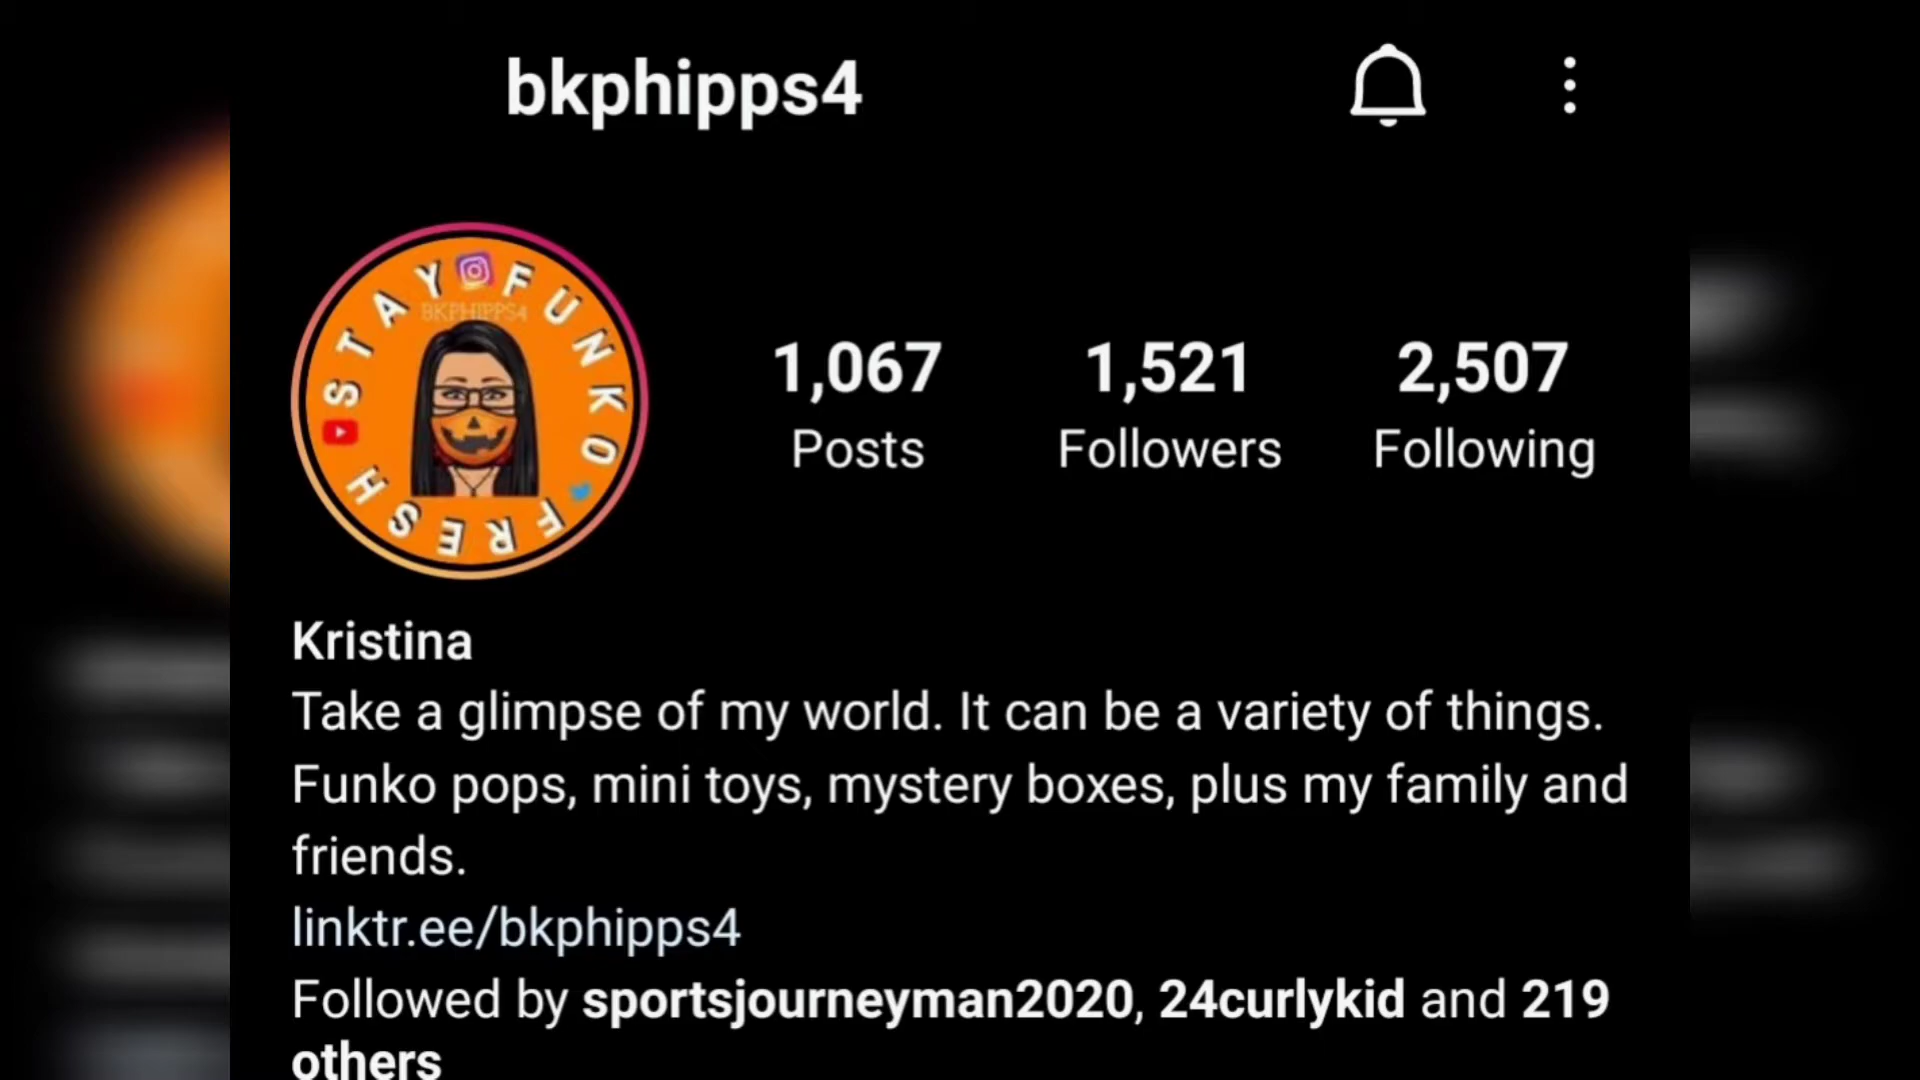 bkphipps4
STAY FUNKO FRESH
BKPHIPPS4
1,067 1,521 2,507
Posts Followers Following
Kristina
Take a glimpse of my world. It can be a variety of things.
Funko pops, mini toys, mystery boxes, plus my family and
friends.
linktr.ee/bkphipps4
Followed by sportsjourneyman2020, 24curlykid and 219
others